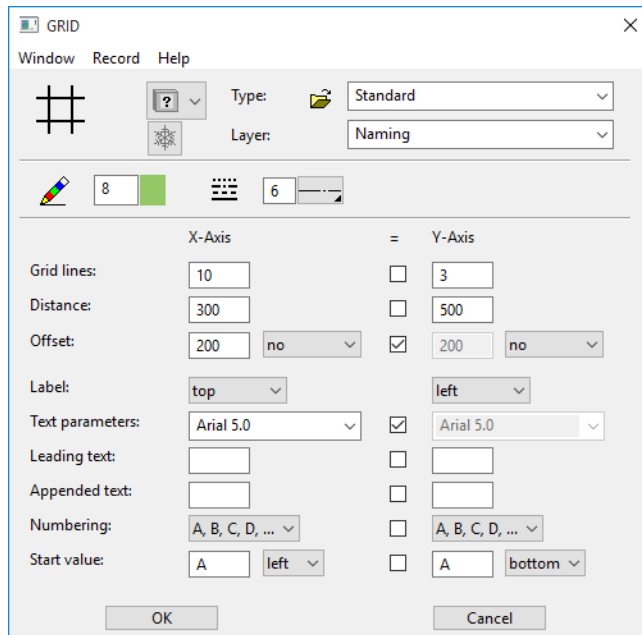 GRID
Window Record Help
? Type: Standard
Layer: Naming
8 6
X-Axis = Y-Axis
Grid lines: 10 3
Distance: 300 500
Offset: 200 no 200 no
Label: top left
Text parameters: Arial 5.0 Arial 5.0
Leading text:
Appended text:
Numbering: A, B, C, D, ... A, B, C, D, ...
Start value: A left A bottom
OK Cancel